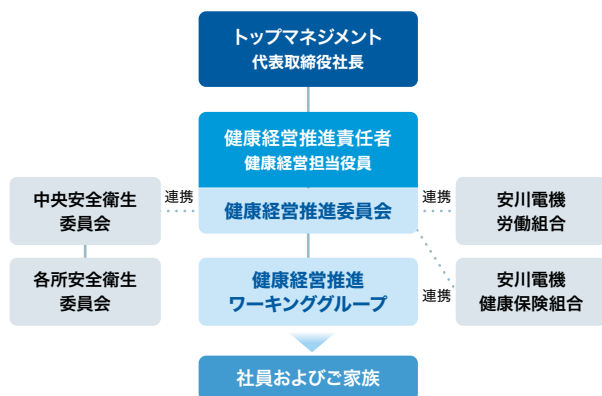 トップマネジメント
代表取締役社長
健康経営推進責任者
健康経営担当役員
中央安全衛生
委員会
連携
健康経営推進委員会
連携
安川電機
労働組合
各所安全衛生
委員会
健康経営推進
ワーキンググループ
連携
安川電機
健康保険組合
社員およびご家族